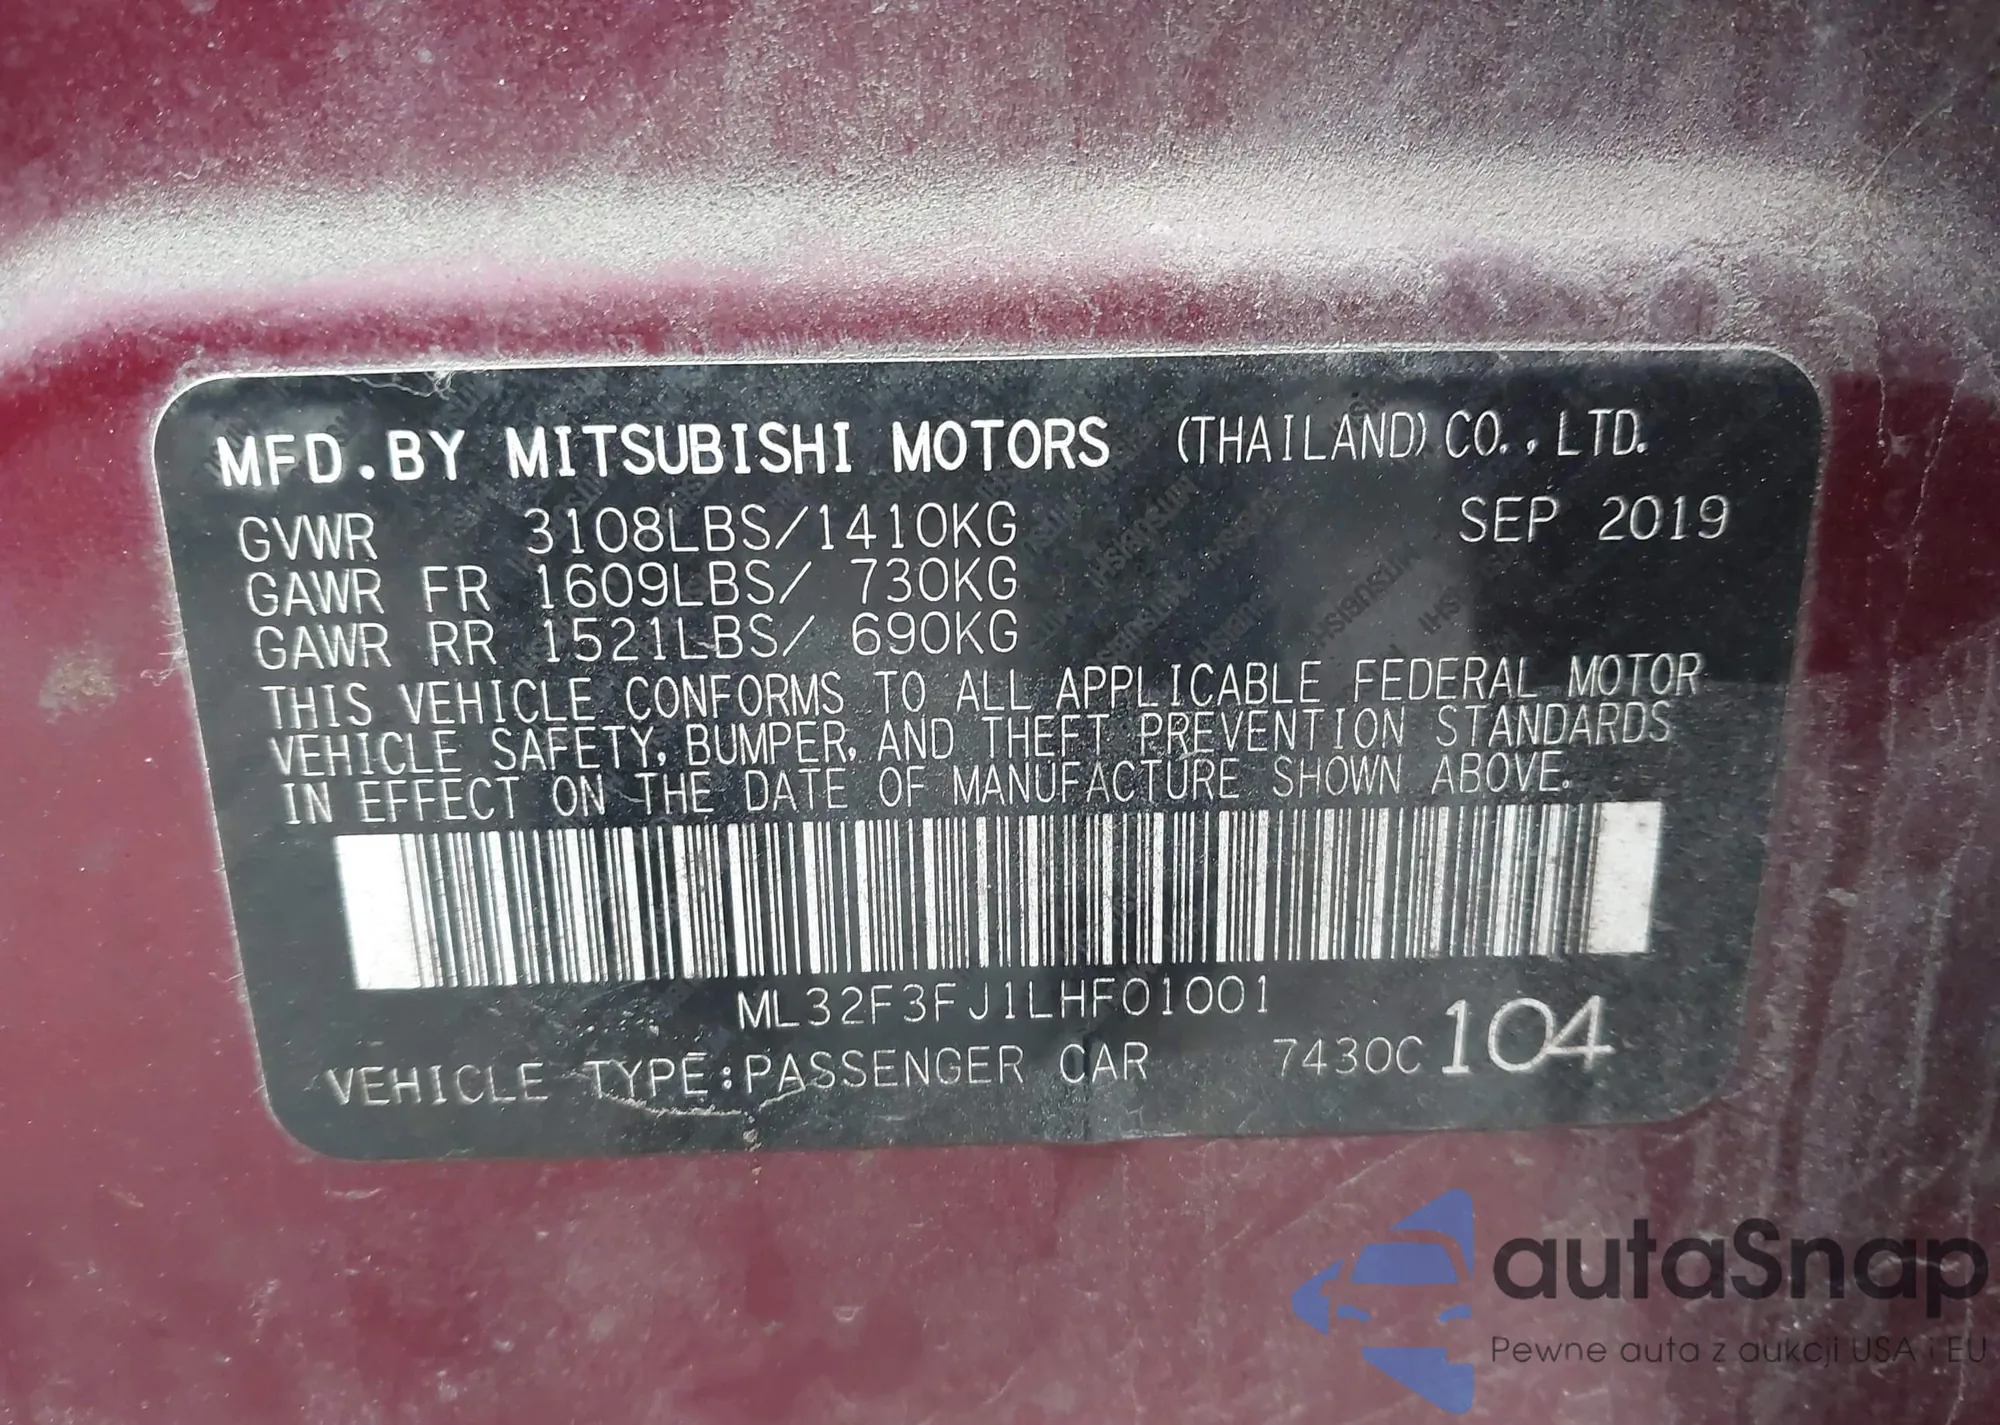 MFD.BY MITSUBISHI MOTORS (THAILAND) CO.,LTD.
GVWR 3108LBS/1410KG SEP 2019
GAWR FR 1609LBS/ 730KG
GAWR RR 1521LBS/ 690KG
THIS VEHICLE CONFORMS TO ALL APPLICABLE FEDERAL MOTOR
VEHICLE SAFETY, BUMPER, AND THEFT PREVENTION STANDARDS
IN EFFECT ON THE DATE OF MANUFACTURE SHOWN ABOVE.
ML32F3FJ1LHF01001
VEHICLE TYPE:PASSENGER CAR 7430C 104
autaSnap
Pewne auta z aukcji USA i EU